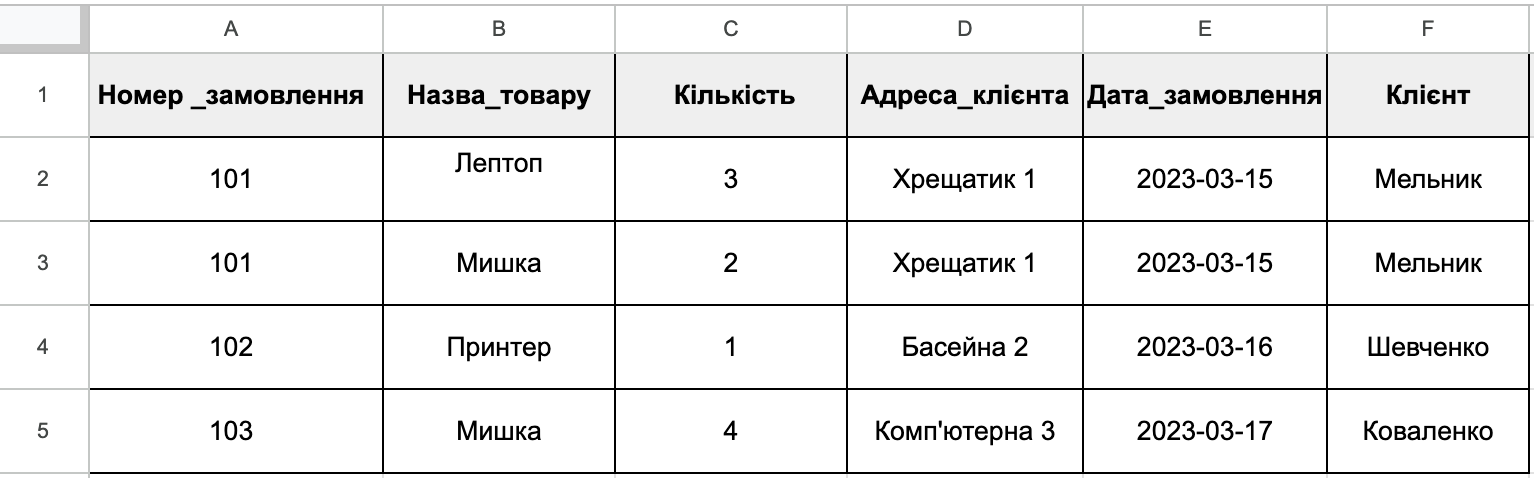 A B C D E F
1 Номер _замовлення Назва_товару Кількість Адреса_клієнта Дата_замовлення Клієнт
2 101 Лептоп 3 Хрещатик 1 2023-03-15 Мельник
3 101 Мишка 2 Хрещатик 1 2023-03-15 Мельник
4 102 Принтер 1 Басейна 2 2023-03-16 Шевченко
5 103 Мишка 4 Комп'ютерна 3 2023-03-17 Коваленко